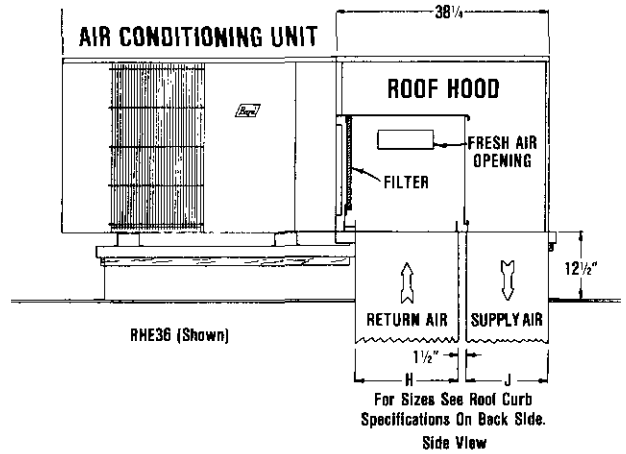 38¼
AIR CONDITIONING UNIT
ROOF HOOD
Bard
FRESH AIR
OPENING
FILTER
12½"
RETURN AIR
SUPPLY AIR
RHE36 (Shown)
1½"
H
J
For Sizes See Roof Curb
Specifications On Back Side.
Side View